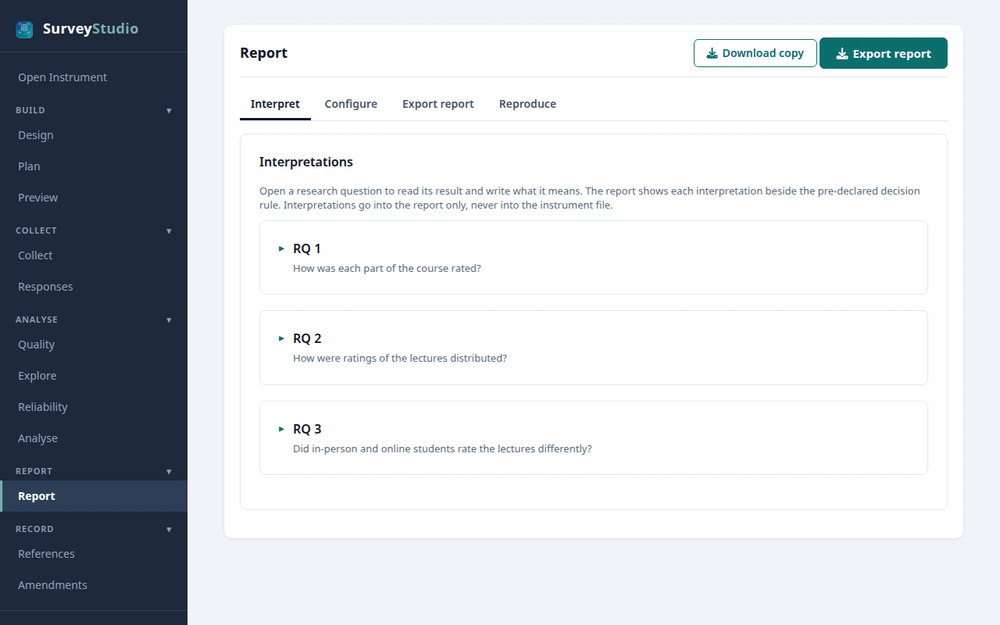 SurveyStudio
Open Instrument
BUILD
Design
Plan
Preview
COLLECT
Collect
Responses
ANALYSE
Quality
Explore
Reliability
Analyse
REPORT
Report
RECORD
References
Amendments
Report
Download copy
Export report
Interpret
Configure
Export report
Reproduce
Interpretations
Open a research question to read its result and write what it means. The report shows each interpretation beside the pre-declared decision
rule. Interpretations go into the report only, never into the instrument file.
RQ 1
How was each part of the course rated?
RQ 2
How were ratings of the lectures distributed?
RQ 3
Did in-person and online students rate the lectures differently?